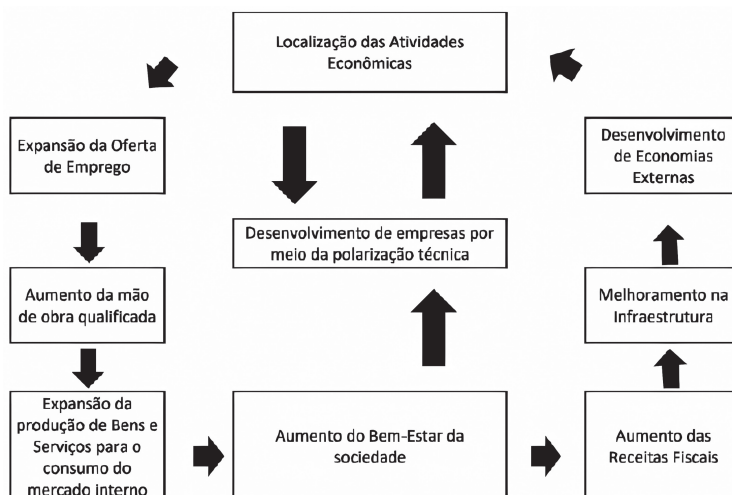 Localização das Atividades
Econômicas
Expansão da Oferta
de Emprego
Desenvolvimento
de Economias
Externas
Desenvolvimento de empresas por
meio da polarização técnica
Aumento da mão
de obra qualificada
Melhoramento na
Infraestrutura
Expansão da
produção de Bens e
Serviços para o
consumo do
mercado interno
Aumento do Bem-Estar da
sociedade
Aumento das
Receitas Fiscais